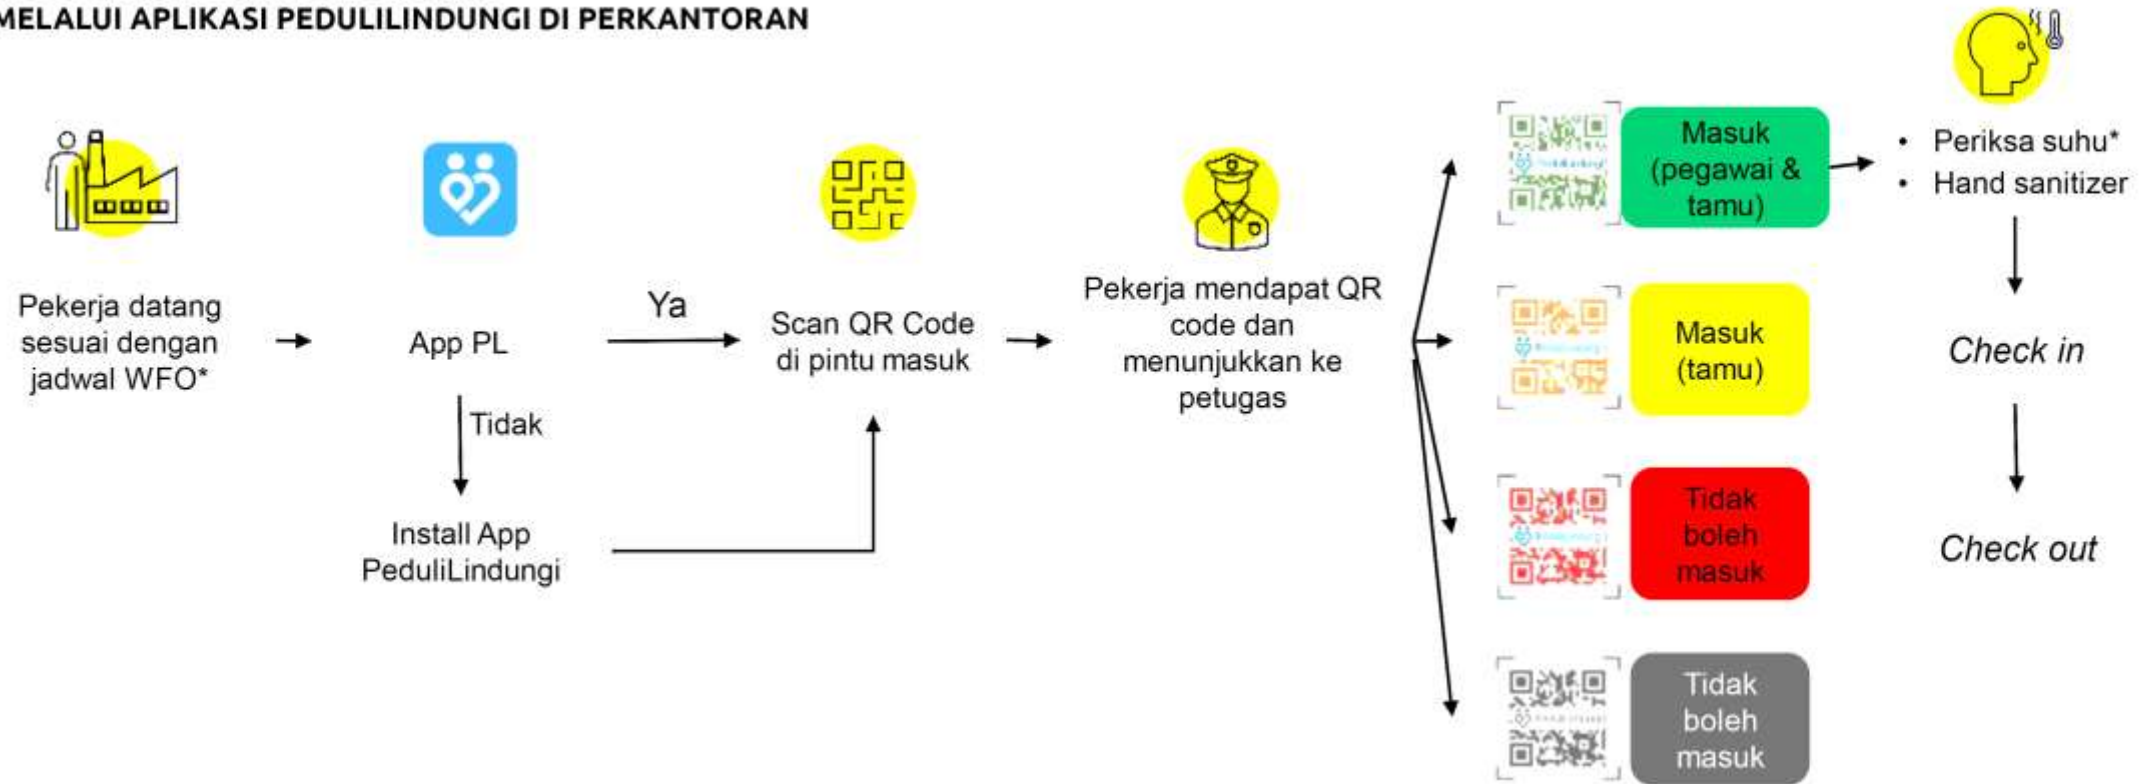 MELALUI APLIKASI PEDULILINDUNGI DI PERKANTORAN
Pekerja datang
sesuai dengan
jadwal WFO*
App PL
Ya
Tidak
Install App
PeduliLindungi
Scan QR Code
di pintu masuk
Pekerja mendapat QR
code dan
menunjukkan ke
petugas
Masuk
(pegawai &
tamu)
Masuk
(tamu)
Tidak
boleh
masuk
Tidak
boleh
masuk
• Periksa suhu*
• Hand sanitizer
Check in
Check out